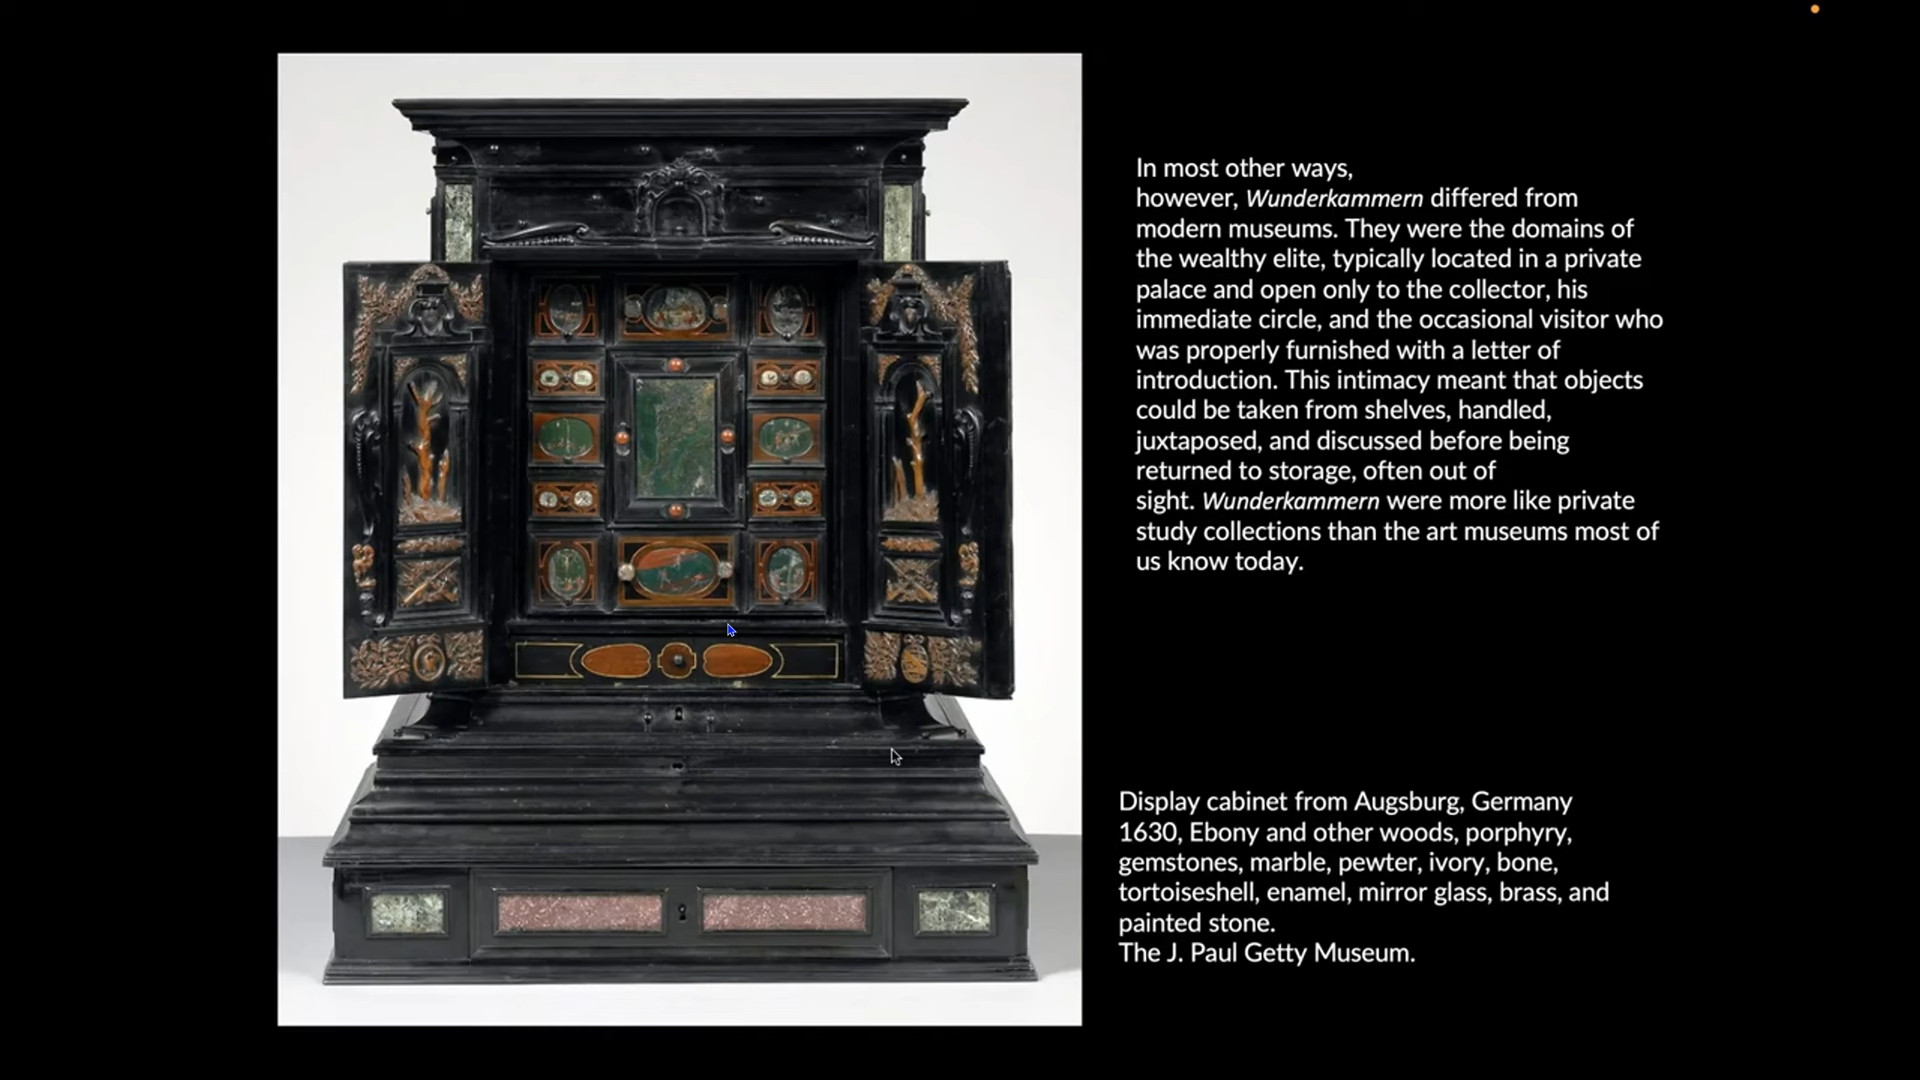 In most other ways,
however, Wunderkammern differed from
modern museums. They were the domains of
the wealthy elite, typically located in a private
palace and open only to the collector, his
immediate circle, and the occasional visitor who
was properly furnished with a letter of
introduction. This intimacy meant that objects
could be taken from shelves, handled,
juxtaposed, and discussed before being
returned to storage, often out of
sight. Wunderkammern were more like private
study collections than the art museums most of
us know today.
Display cabinet from Augsburg, Germany
1630, Ebony and other woods, porphyry,
gemstones, marble, pewter, ivory, bone,
tortoiseshell, enamel, mirror glass, brass, and
painted stone.
The J. Paul Getty Museum.